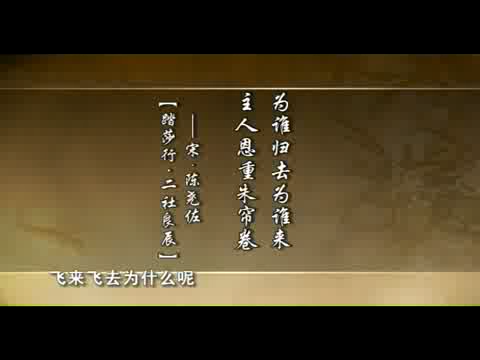 为谁归去为谁来
主人恩重朱帘卷
——宋·陈尧佐
【踏莎行·二社良辰】
飞来飞去为什么呢